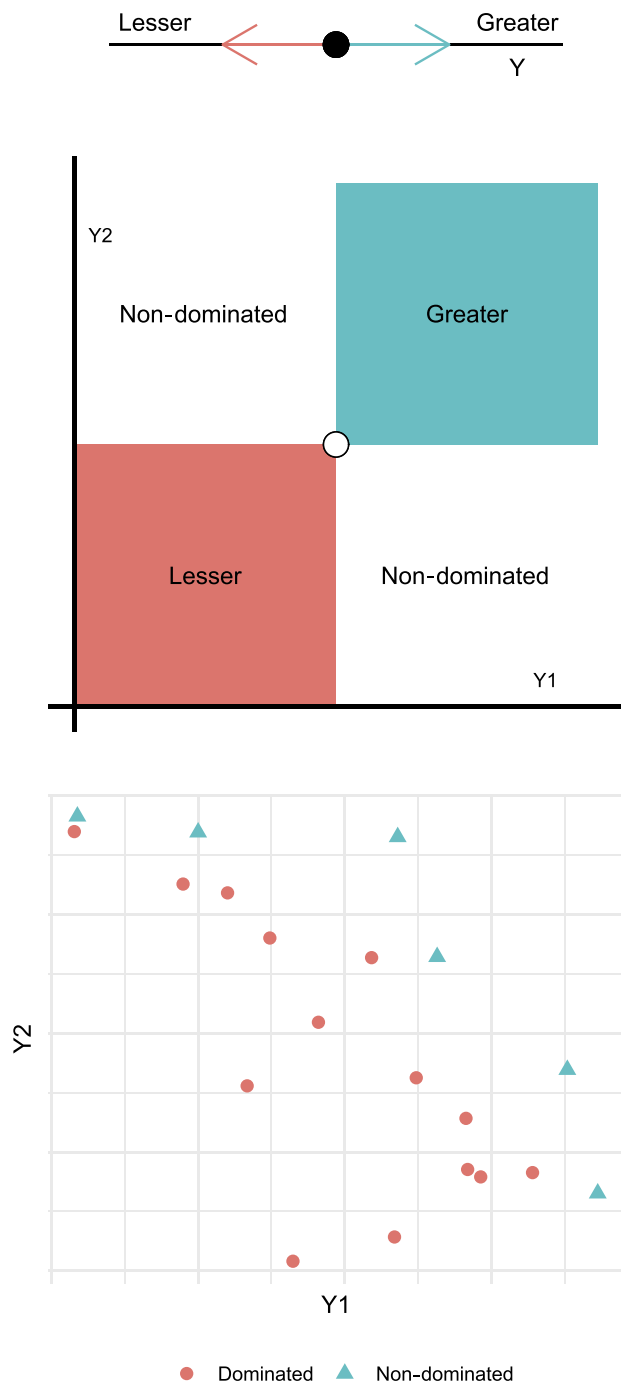 Lesser Greater
Y
Y2
Non-dominated Greater
Lesser Non-dominated
Y1
Y2
Y1
Dominated Non-dominated